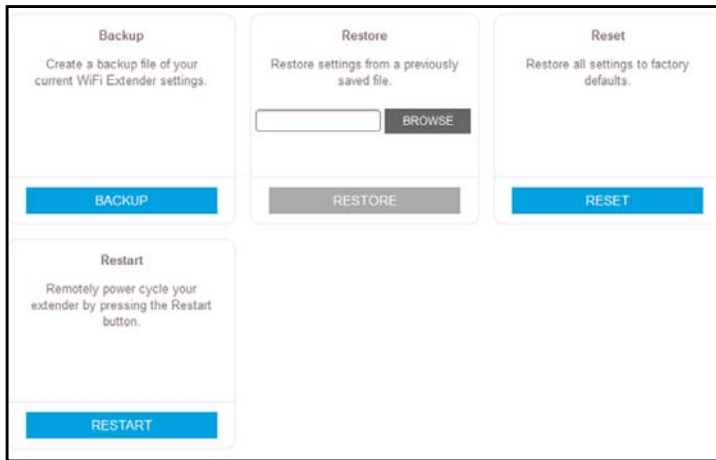 Backup
Create a backup file of your
current WiFi Extender settings.
BACKUP
Restore
Restore settings from a previously
saved file.
BROWSE
RESTORE
Reset
Restore all settings to factory
defaults.
RESET
Restart
Remotely power cycle your
extender by pressing the Restart
button.
RESTART